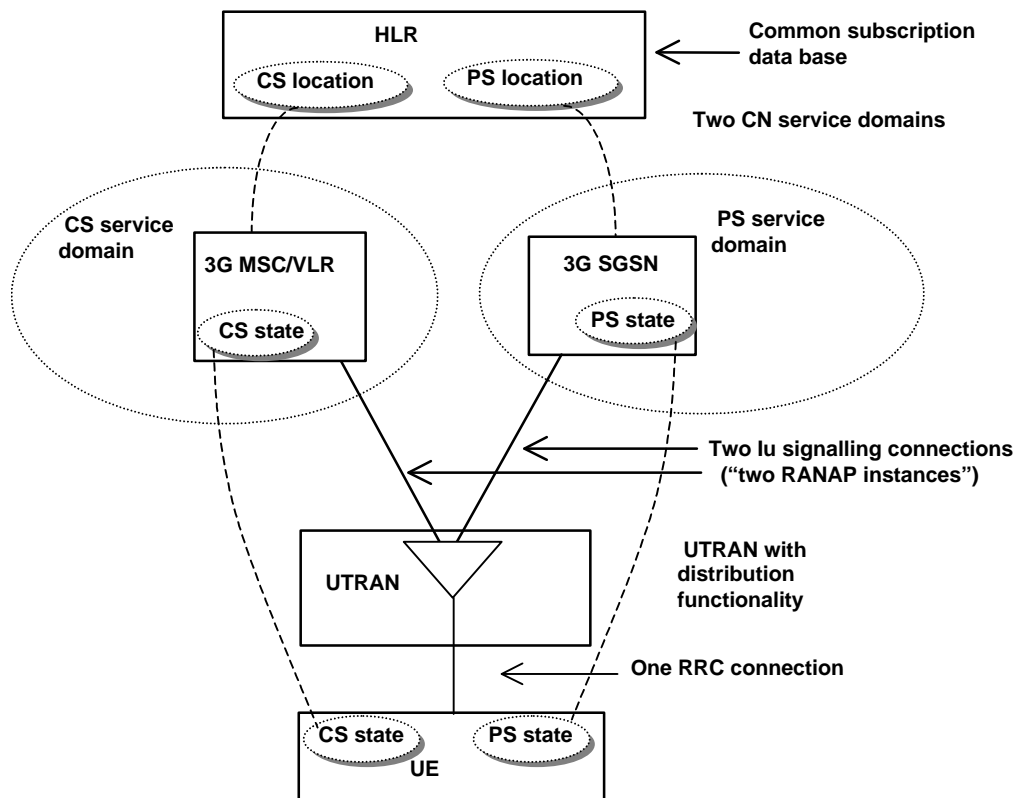 HLR
Common subscription
data base
CS location
PS location
Two CN service domains
CS service
domain
PS service
domain
3G MSC/VLR
3G SGSN
CS state
PS state
Two Iu signalling connections
(“two RANAP instances”)
UTRAN
UTRAN with
distribution
functionality
One RRC connection
CS state
PS state
UE